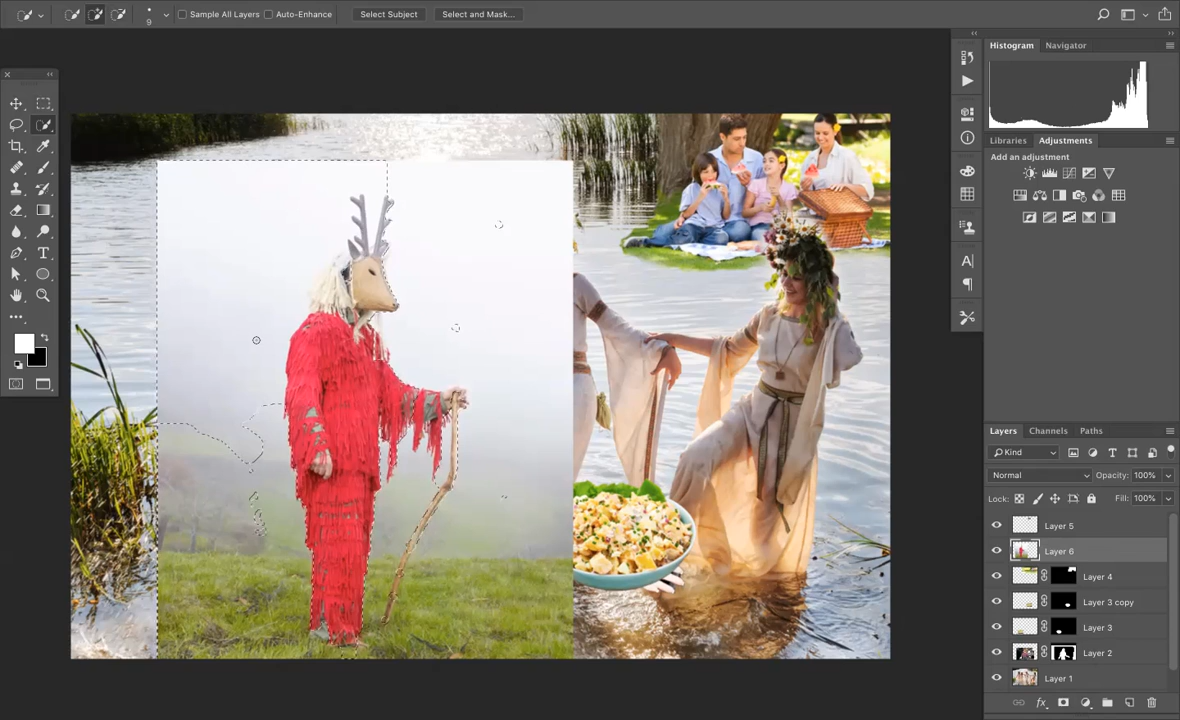 9
Sample All Layers
Auto-Enhance
Select Subject
Select and Mask...
Histogram
Navigator
Libraries
Adjustments
Add an adjustment
Layers
Channels
Paths
Kind
Normal
Opacity: 100%
Lock:
Fill: 100%
Layer 5
Layer 6
Layer 4
Layer 3 copy
Layer 3
Layer 2
Layer 1
fx